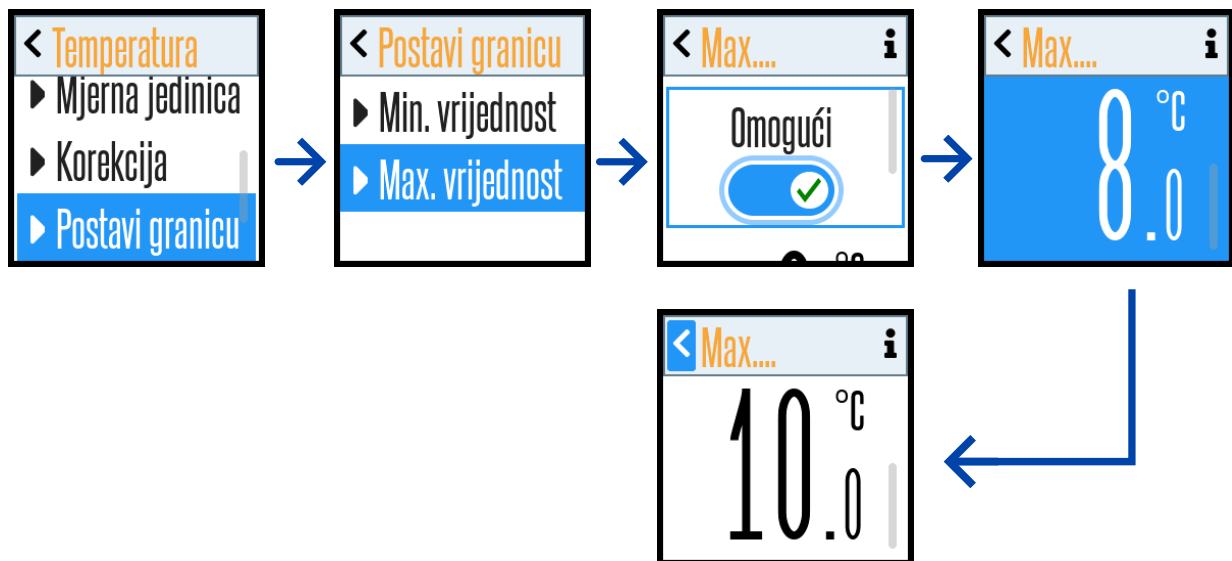 Temperatura
Mjerna jedinica
Korekcija
Postavi granicu
Postavi granicu
Min. vrijednost
Max. vrijednost
Max.... i
Omogući
Max.... i
8.0 °C
Max.... i
10.0 °C